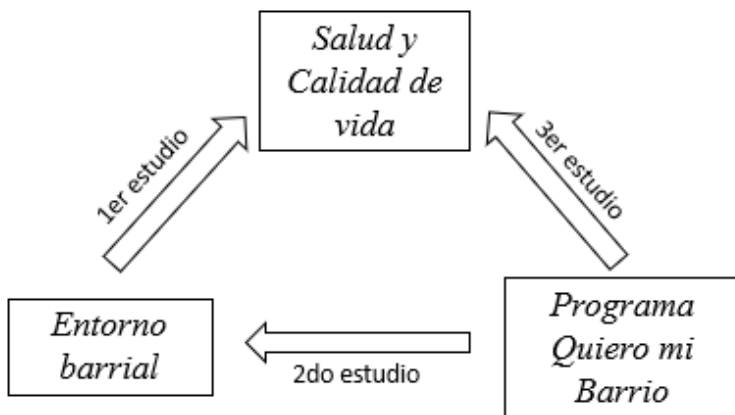 Salud y
Calidad de
vida
1er estudio
3er estudio
Entorno
barrial
2do estudio
Programa
Quiero mi
Barrio